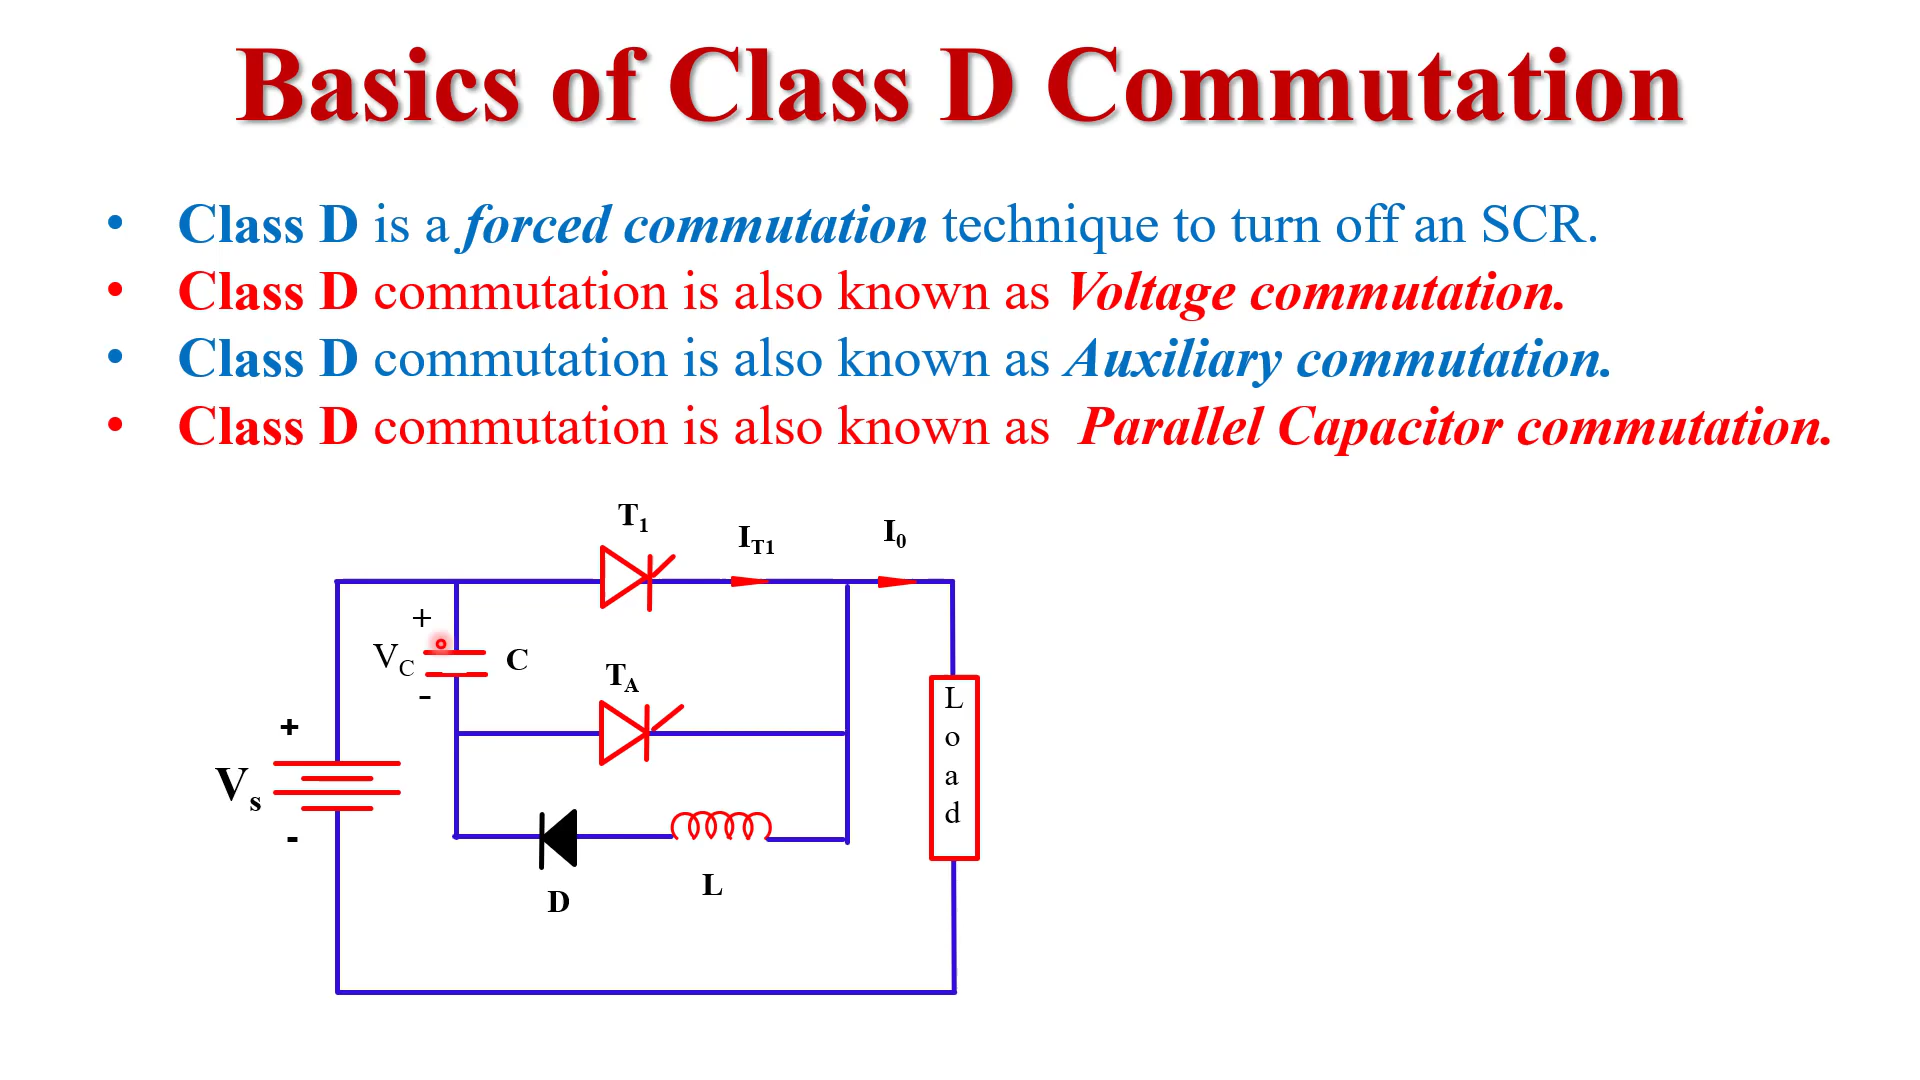 Basics of Class D Commutation
• Class D is a forced commutation technique to turn off an SCR.
• Class D commutation is also known as Voltage commutation.
• Class D commutation is also known as Auxiliary commutation.
• Class D commutation is also known as Parallel Capacitor commutation.
T1
IT1
I0
+
VC
C
-
TA
+
Vs
-
L
o
a
d
D
L